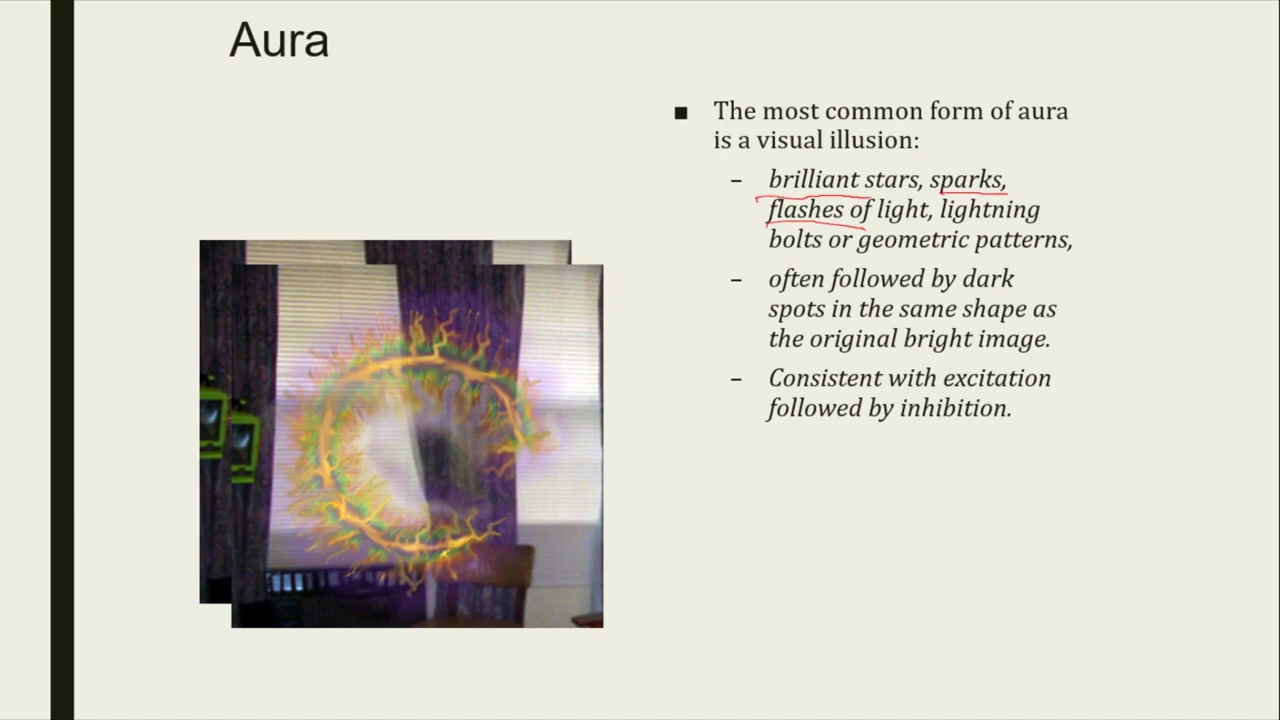 Aura
■ The most common form of aura
is a visual illusion:
– brilliant stars, sparks,
flashes of light, lightning
bolts or geometric patterns,
– often followed by dark
spots in the same shape as
the original bright image.
– Consistent with excitation
followed by inhibition.